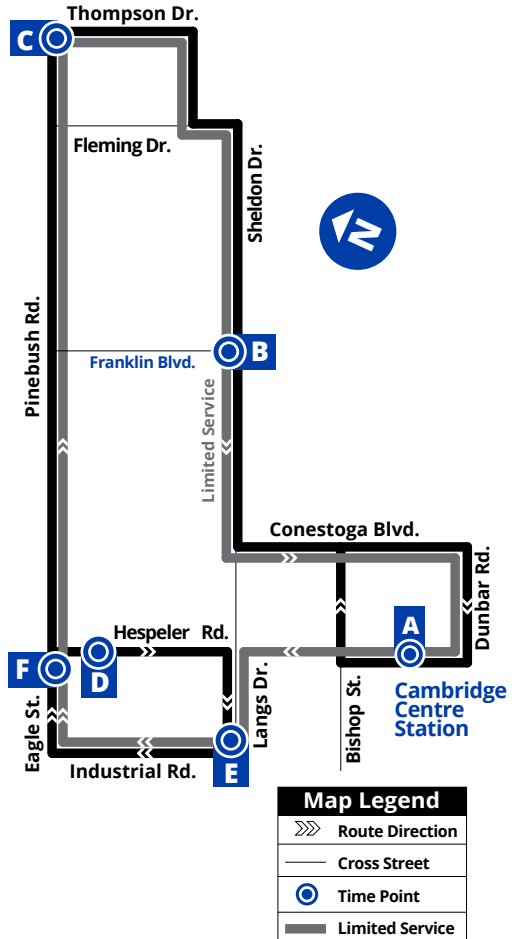 Thompson Dr.
C
Fleming Dr.
Sheldon Dr.
N
Pinebush Rd.
Franklin Blvd.
B
Limited Service
Conestoga Blvd.
Dunbar Rd.
A
Hespeler Rd.
F
D
Langs Dr.
Bishop St.
Cambridge
Centre
Station
Eagle St.
Industrial Rd.
E
Map Legend
Route Direction
Cross Street
Time Point
Limited Service